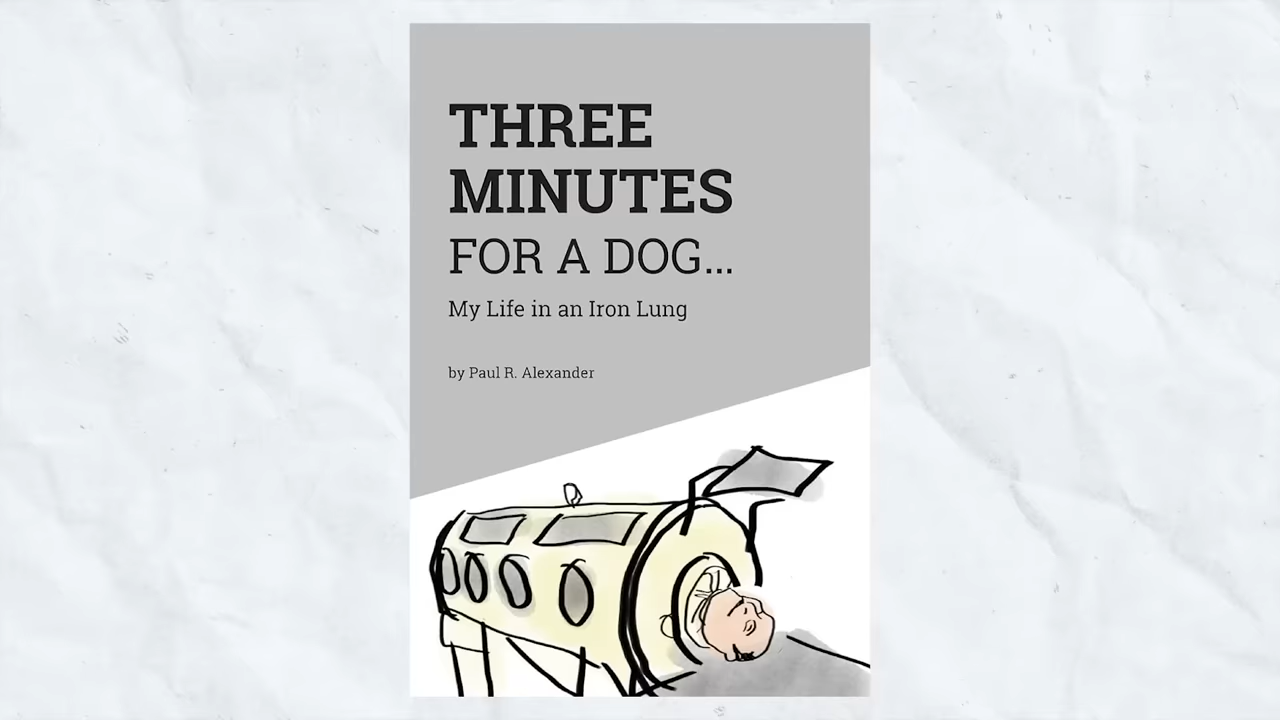 THREE
MINUTES
FOR A DOG...
My Life in an Iron Lung
by Paul R. Alexander